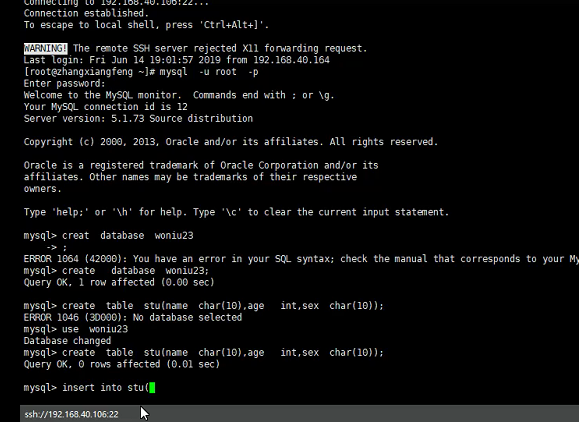 Connecting to 192.168.40.106:22...
Connection established.
To escape to local shell, press 'Ctrl+Alt+]'.
WARNING! The remote SSH server rejected X11 forwarding request.
Last login: Fri Jun 14 19:01:57 2019 from 192.168.40.164
[root@zhangxiangfeng ~]# mysql  -u root  -p
Enter password:
Welcome to the MySQL monitor.  Commands end with ; or \g.
Your MySQL connection id is 12
Server version: 5.1.73 Source distribution
Copyright (c) 2000, 2013, Oracle and/or its affiliates. All rights reserved.
Oracle is a registered trademark of Oracle Corporation and/or its
affiliates. Other names may be trademarks of their respective
owners.
Type 'help;' or '\h' for help. Type '\c' to clear the current input statement.
mysql> creat  database  woniu23
    -> ;
ERROR 1064 (42000): You have an error in your SQL syntax; check the manual that corresponds to your My
mysql> create   database  woniu23;
Query OK, 1 row affected (0.00 sec)
mysql> create  table  stu(name  char(10),age   int,sex  char(10));
ERROR 1046 (3D000): No database selected
mysql> use  woniu23
Database changed
mysql> create  table  stu(name  char(10),age   int,sex  char(10));
Query OK, 0 rows affected (0.01 sec)
mysql> insert into stu(
ssh://192.168.40.106:22